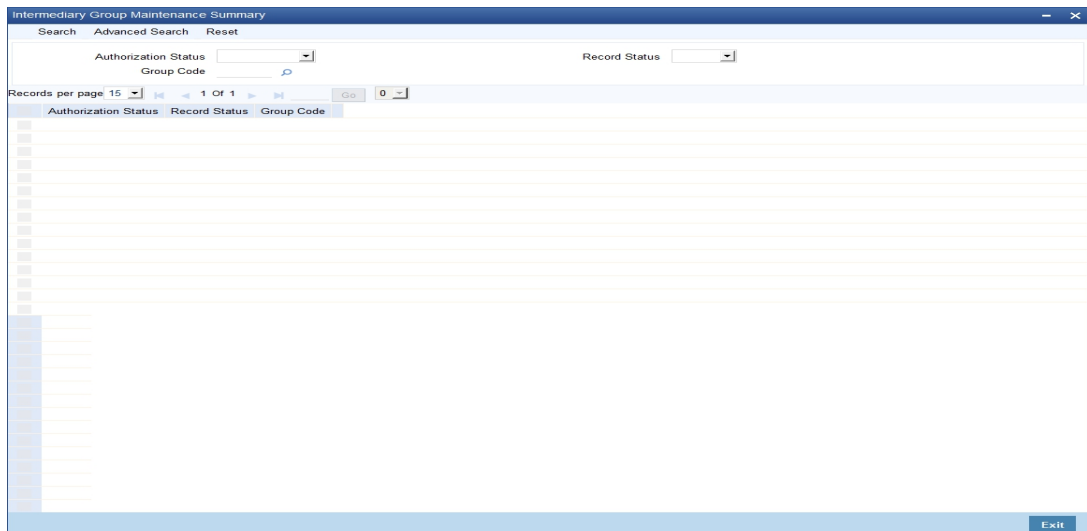 Intermediary Group Maintenance Summary
Search Advanced Search Reset
Authorization Status Record Status
Group Code
Records per page 15 1 Of 1 Go 0
Authorization Status Record Status Group Code
Exit